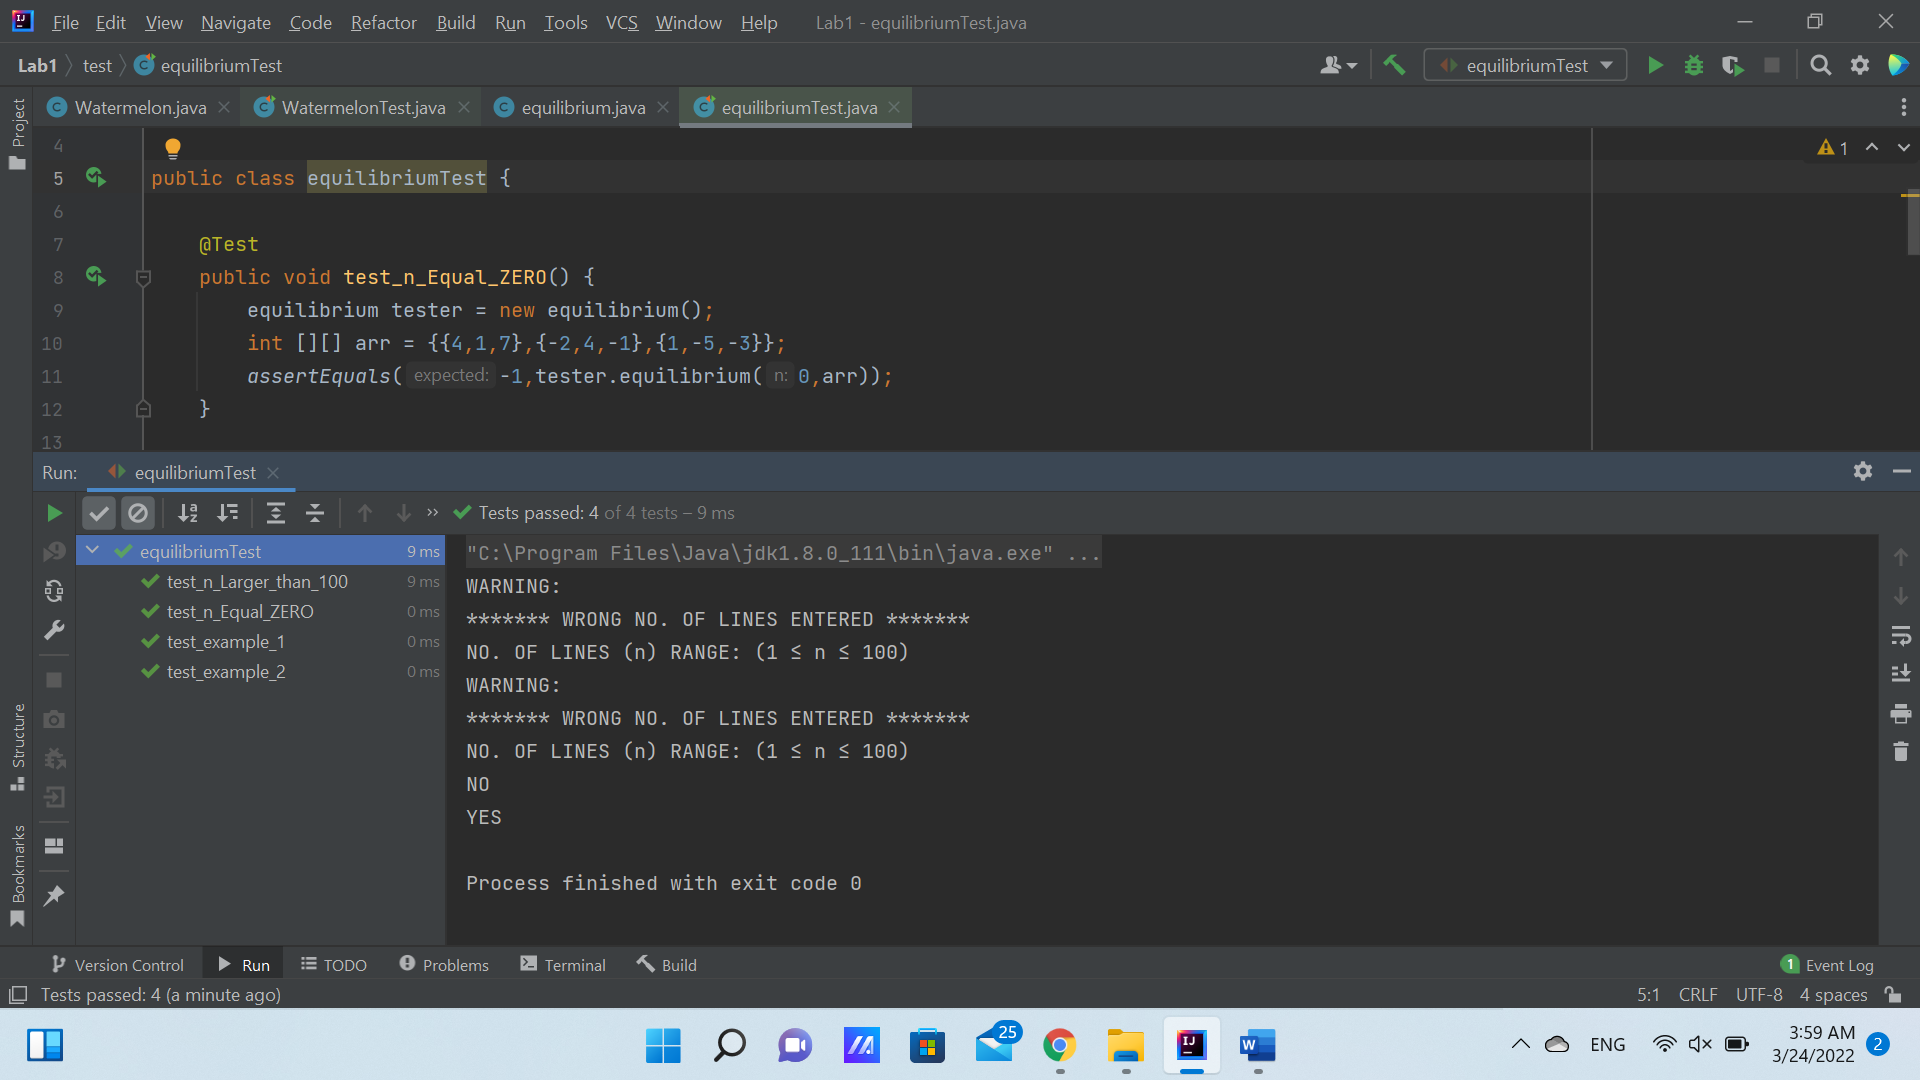 File Edit View Navigate Code Refactor Build Run Tools VCS Window Help Lab1 - equilibriumTest.java
Lab1 test equilibriumTest equilibriumTest
Watermelon.java WatermelonTest.java equilibrium.java equilibriumTest.java
Project
4
1
5 public class equilibriumTest {
6
7 @Test
8 public void test_n_Equal_ZERO() {
9 equilibrium tester = new equilibrium();
10 int [][] arr = {{4,1,7},{-2,4,-1},{1,-5,-3}};
11 assertEquals( expected: -1,tester.equilibrium( n: 0,arr));
12 }
13
Run: equilibriumTest
Tests passed: 4 of 4 tests – 9 ms
equilibriumTest 9 ms
test_n_Larger_than_100 9 ms
test_n_Equal_ZERO 0 ms
test_example_1 0 ms
test_example_2 0 ms
"C:\Program Files\Java\jdk1.8.0_111\bin\java.exe" ...
WARNING:
******* WRONG NO. OF LINES ENTERED *******
NO. OF LINES (n) RANGE: (1 ≤ n ≤ 100)
WARNING:
******* WRONG NO. OF LINES ENTERED *******
NO. OF LINES (n) RANGE: (1 ≤ n ≤ 100)
NO
YES
Process finished with exit code 0
Structure
Bookmarks
Version Control Run TODO Problems Terminal Build 1 Event Log
Tests passed: 4 (a minute ago) 5:1 CRLF UTF-8 4 spaces
25
IJ
W
ENG
3:59 AM
3/24/2022
2